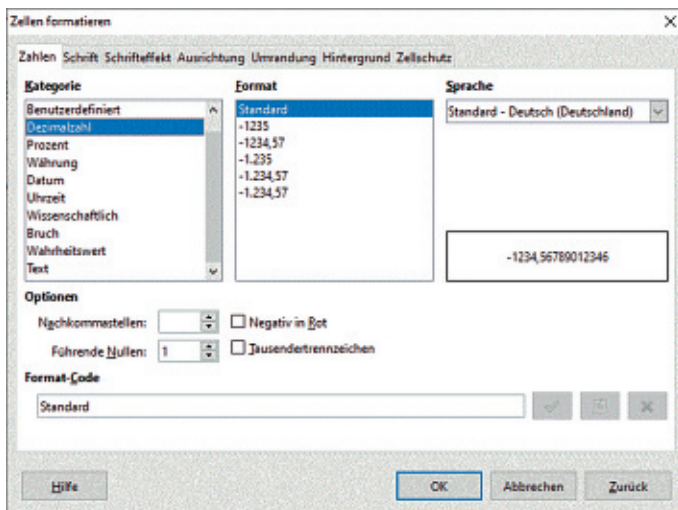 Zellen formatieren
Zahlen Schrift Schrifteffekt Ausrichtung Umrandung Hintergrund Zellschutz
Kategorie
Benutzerdefiniert
Dezimalzahl
Prozent
Währung
Datum
Uhrzeit
Wissenschaftlich
Bruch
Wahrheitswert
Text
Format
Standard
-1235
-1234,57
-1.235
-1.234,57
-1.234,57
Sprache
Standard - Deutsch (Deutschland)
-1234,56789012346
Optionen
Nachkommastellen:
Negativ in Rot
Führende Nullen: 1
Tausendertrennzeichen
Format-Code
Standard
Hilfe OK Abbrechen Zurück